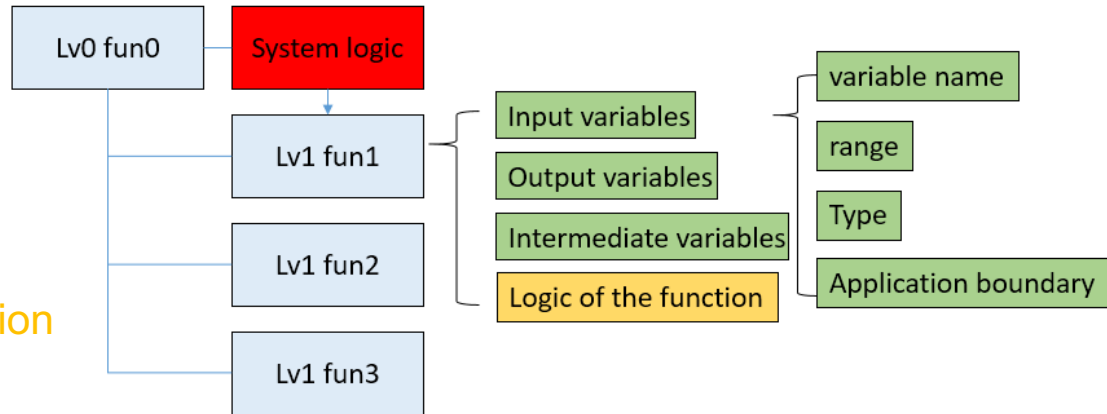 Lv0 fun0
System logic
Lv1 fun1
Lv1 fun2
Lv1 fun3
Input variables
Output variables
Intermediate variables
Logic of the function
variable name
range
Type
Application boundary
ion